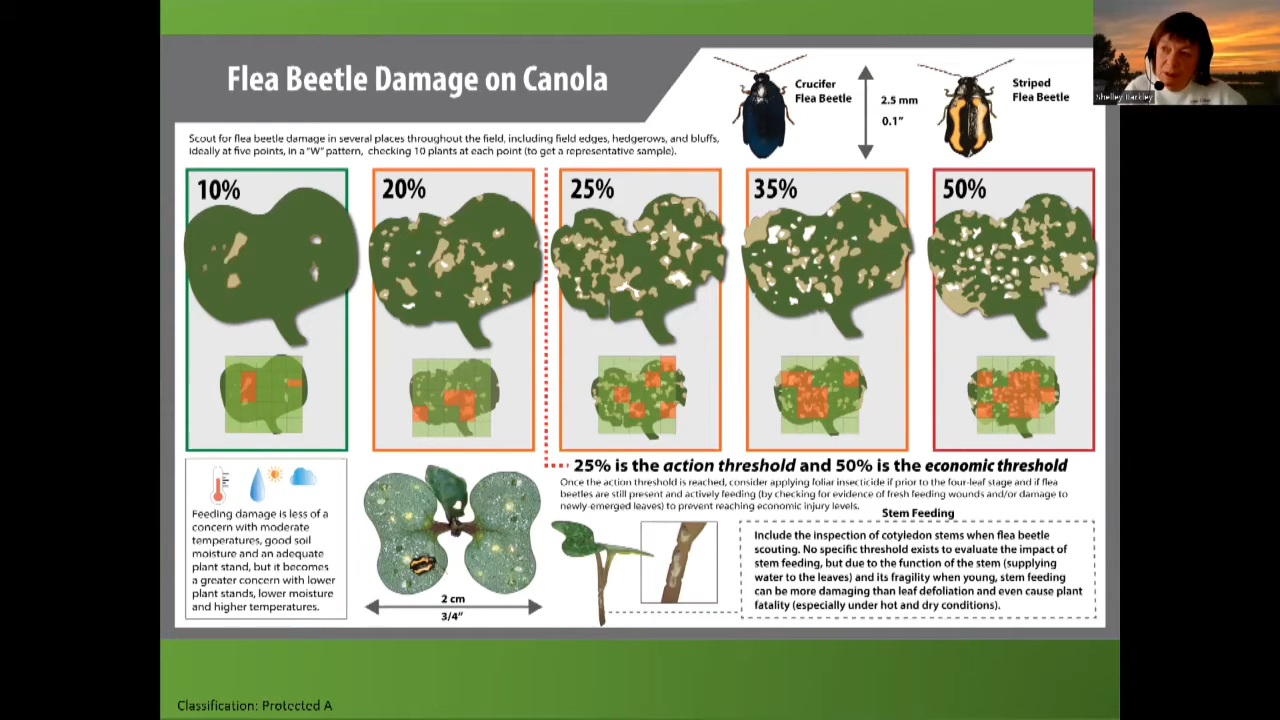 Flea Beetle Damage on Canola
Crucifer
Flea Beetle
2.5 mm
0.1"
Striped
Flea Beetle
Shelley Barkley
Scout for flea beetle damage in several places throughout the field, including field edges, hedgerows, and bluffs,
ideally at five points, in a "W" pattern, checking 10 plants at each point (to get a representative sample).
10%
20%
25%
35%
50%
25% is the action threshold and 50% is the economic threshold
Once the action threshold is reached, consider applying foliar insecticide if prior to the four-leaf stage and if flea
beetles are still present and actively feeding (by checking for evidence of fresh feeding wounds and/or damage to
newly-emerged leaves) to prevent reaching economic injury levels.
Feeding damage is less of a
concern with moderate
temperatures, good soil
moisture and an adequate
plant stand, but it becomes
a greater concern with lower
plant stands, lower moisture
and higher temperatures.
2 cm
3/4"
Stem Feeding
Include the inspection of cotyledon stems when flea beetle
scouting. No specific threshold exists to evaluate the impact of
stem feeding, but due to the function of the stem (supplying
water to the leaves) and its fragility when young, stem feeding
can be more damaging than leaf defoliation and even cause plant
fatality (especially under hot and dry conditions).
Classification: Protected A